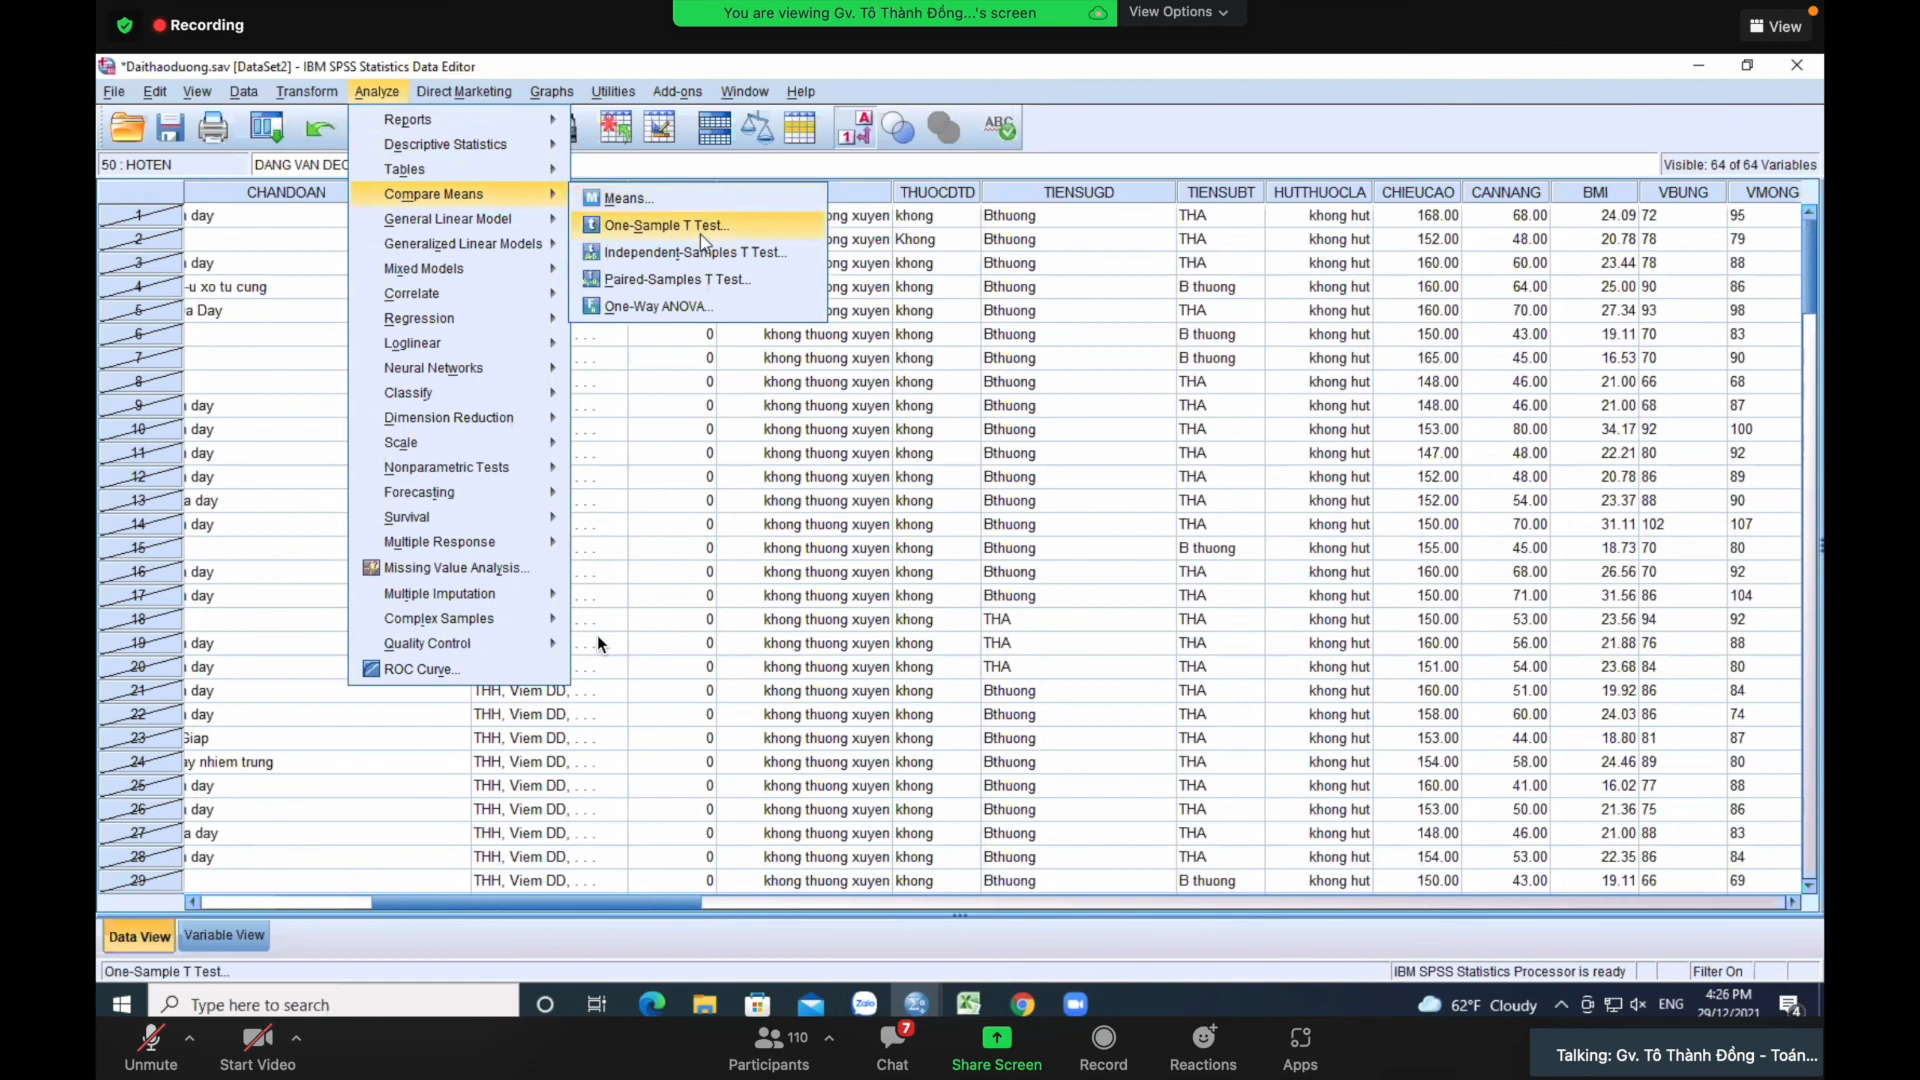 Recording
You are viewing Gv. Tô Thành Đồng...'s screen
View Options
View
*Daithaoduong.sav [DataSet2] - IBM SPSS Statistics Data Editor
File Edit View Data Transform Analyze Direct Marketing Graphs Utilities Add-ons Window Help
50 : HOTEN
DANG VAN DEC
Visible: 64 of 64 Variables
Reports
Descriptive Statistics
Tables
Compare Means
General Linear Model
Generalized Linear Models
Mixed Models
Correlate
Regression
Loglinear
Neural Networks
Classify
Dimension Reduction
Scale
Nonparametric Tests
Forecasting
Survival
Multiple Response
Missing Value Analysis...
Multiple Imputation
Complex Samples
Quality Control
ROC Curve...
Means...
One-Sample T Test...
Independent-Samples T Test...
Paired-Samples T Test...
One-Way ANOVA...
CHANDOAN THUOCDTD TIENSUGD TIENSUBT HUTTHUOCLA CHIEUCAO CANNANG BMI VBUNG VMONG
1 day ong xuyen khong Bthuong THA khong hut 168.00 68.00 24.09 72 95
2 ong xuyen Khong Bthuong THA khong hut 152.00 48.00 20.78 78 79
3 day ong xuyen khong Bthuong THA khong hut 160.00 60.00 23.44 78 88
4 -u xo tu cung ong xuyen khong Bthuong B thuong khong hut 160.00 64.00 25.00 90 86
5 a Day ong xuyen khong Bthuong THA khong hut 160.00 70.00 27.34 93 98
6 . . . 0 khong thuong xuyen khong Bthuong B thuong khong hut 150.00 43.00 19.11 70 83
7 . . . 0 khong thuong xuyen khong Bthuong B thuong khong hut 165.00 45.00 16.53 70 90
8 . . . 0 khong thuong xuyen khong Bthuong THA khong hut 148.00 46.00 21.00 66 68
9 day . . . 0 khong thuong xuyen khong Bthuong THA khong hut 148.00 46.00 21.00 68 87
10 day . . . 0 khong thuong xuyen khong Bthuong THA khong hut 153.00 80.00 34.17 92 100
11 day . . . 0 khong thuong xuyen khong Bthuong THA khong hut 147.00 48.00 22.21 80 92
12 day . . . 0 khong thuong xuyen khong Bthuong THA khong hut 152.00 48.00 20.78 86 89
13 a day . . . 0 khong thuong xuyen khong Bthuong THA khong hut 152.00 54.00 23.37 88 90
14 day . . . 0 khong thuong xuyen khong Bthuong THA khong hut 150.00 70.00 31.11 102 107
15 . . . 0 khong thuong xuyen khong Bthuong B thuong khong hut 155.00 45.00 18.73 70 80
16 day . . . 0 khong thuong xuyen khong Bthuong THA khong hut 160.00 68.00 26.56 70 92
17 day . . . 0 khong thuong xuyen khong Bthuong THA khong hut 150.00 71.00 31.56 86 104
18 . . . 0 khong thuong xuyen khong THA THA khong hut 150.00 53.00 23.56 94 92
19 day . . . 0 khong thuong xuyen khong THA THA khong hut 160.00 56.00 21.88 76 88
20 day . . . 0 khong thuong xuyen khong THA THA khong hut 151.00 54.00 23.68 84 80
21 day THH, Viem DD, . . . 0 khong thuong xuyen khong Bthuong THA khong hut 160.00 51.00 19.92 86 84
22 day THH, Viem DD, . . . 0 khong thuong xuyen khong Bthuong THA khong hut 158.00 60.00 24.03 86 74
23 Giap THH, Viem DD, . . . 0 khong thuong xuyen khong Bthuong THA khong hut 153.00 44.00 18.80 81 87
24 ay nhiem trung THH, Viem DD, . . . 0 khong thuong xuyen khong Bthuong THA khong hut 154.00 58.00 24.46 89 80
25 day THH, Viem DD, . . . 0 khong thuong xuyen khong Bthuong THA khong hut 160.00 41.00 16.02 77 88
26 day THH, Viem DD, . . . 0 khong thuong xuyen khong Bthuong THA khong hut 153.00 50.00 21.36 75 86
27 a day THH, Viem DD, . . . 0 khong thuong xuyen khong Bthuong THA khong hut 148.00 46.00 21.00 88 83
28 day THH, Viem DD, . . . 0 khong thuong xuyen khong Bthuong THA khong hut 154.00 53.00 22.35 86 84
29 THH, Viem DD, . . . 0 khong thuong xuyen khong Bthuong B thuong khong hut 150.00 43.00 19.11 66 69
Data View Variable View
One-Sample T Test...
IBM SPSS Statistics Processor is ready
Filter On
Type here to search
Zalo
62°F Cloudy
ENG
4:26 PM
29/12/2021
4
Unmute
Start Video
110
Participants
7
Chat
Share Screen
Record
Reactions
Apps
Talking: Gv. Tô Thành Đồng - Toán...